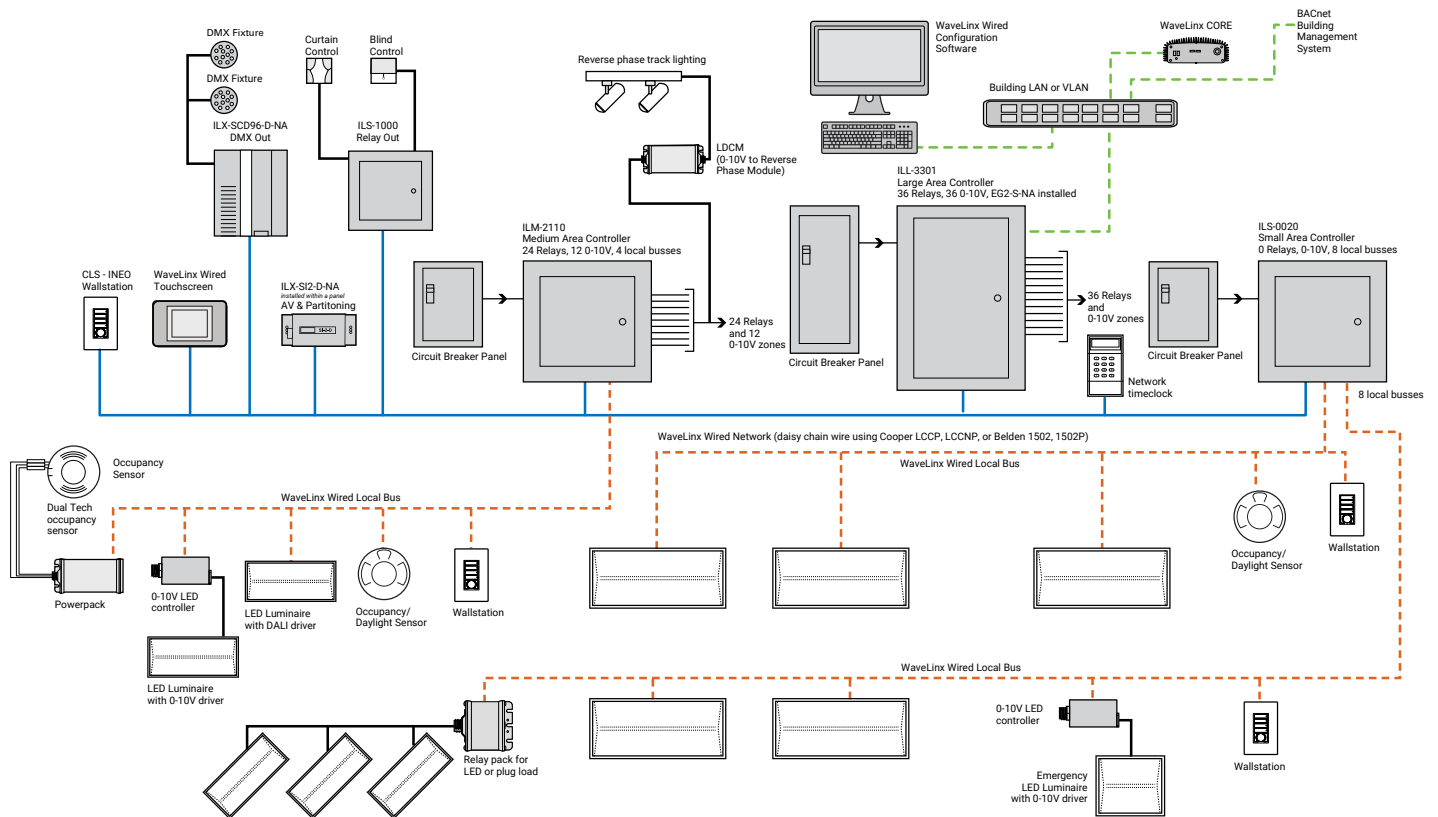 DMX Fixture
DMX Fixture
ILX-SCD96-D-NA
DMX Out
Curtain
Control
Blind
Control
ILS-1000
Relay Out
Reverse phase track lighting
LDCM
(0-10V to Reverse
Phase Module)
WaveLinx Wired
Configuration
Software
WaveLinx CORE
BACnet
Building
Management
System
Building LAN or VLAN
ILL-3301
Large Area Controller
36 Relays, 36 0-10V, EG2-S-NA installed
ILM-2110
Medium Area Controller
24 Relays, 12 0-10V, 4 local busses
ILS-0020
Small Area Controller
0 Relays, 0-10V, 8 local busses
CLS - INEO
Wallstation
WaveLinx Wired
Touchscreen
ILX-SI2-D-NA
installed within a panel
AV & Partitoning
SI-2-D
Circuit Breaker Panel
24 Relays
and 12
0-10V zones
Circuit Breaker Panel
36 Relays
and
0-10V zones
Network
timeclock
Circuit Breaker Panel
8 local busses
WaveLinx Wired Network (daisy chain wire using Cooper LCCP, LCCNP, or Belden 1502, 1502P)
WaveLinx Wired Local Bus
Occupancy
Sensor
Dual Tech
occupancy
sensor
Powerpack
WaveLinx Wired Local Bus
0-10V LED
controller
LED Luminaire
with 0-10V driver
LED Luminaire
with DALI driver
Occupancy/
Daylight Sensor
Wallstation
Occupancy/
Daylight Sensor
Wallstation
WaveLinx Wired Local Bus
Relay pack for
LED or plug load
0-10V LED
controller
Emergency
LED Luminaire
with 0-10V driver
Wallstation